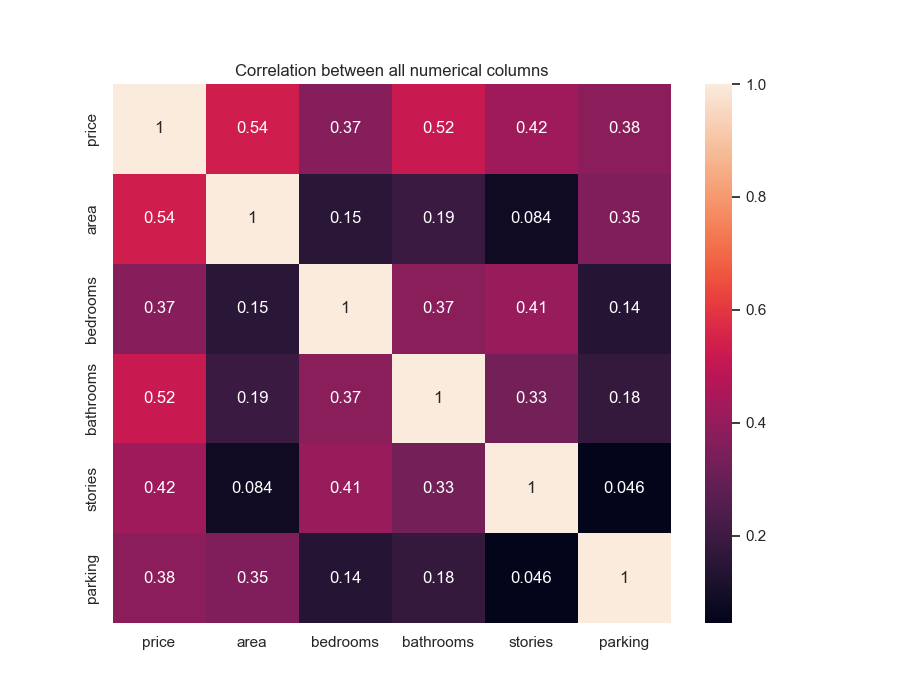 Correlation between all numerical columns
price 1 0.54 0.37 0.52 0.42 0.38
area 0.54 1 0.15 0.19 0.084 0.35
bedrooms 0.37 0.15 1 0.37 0.41 0.14
bathrooms 0.52 0.19 0.37 1 0.33 0.18
stories 0.42 0.084 0.41 0.33 1 0.046
parking 0.38 0.35 0.14 0.18 0.046 1
price area bedrooms bathrooms stories parking
1.0
0.8
0.6
0.4
0.2